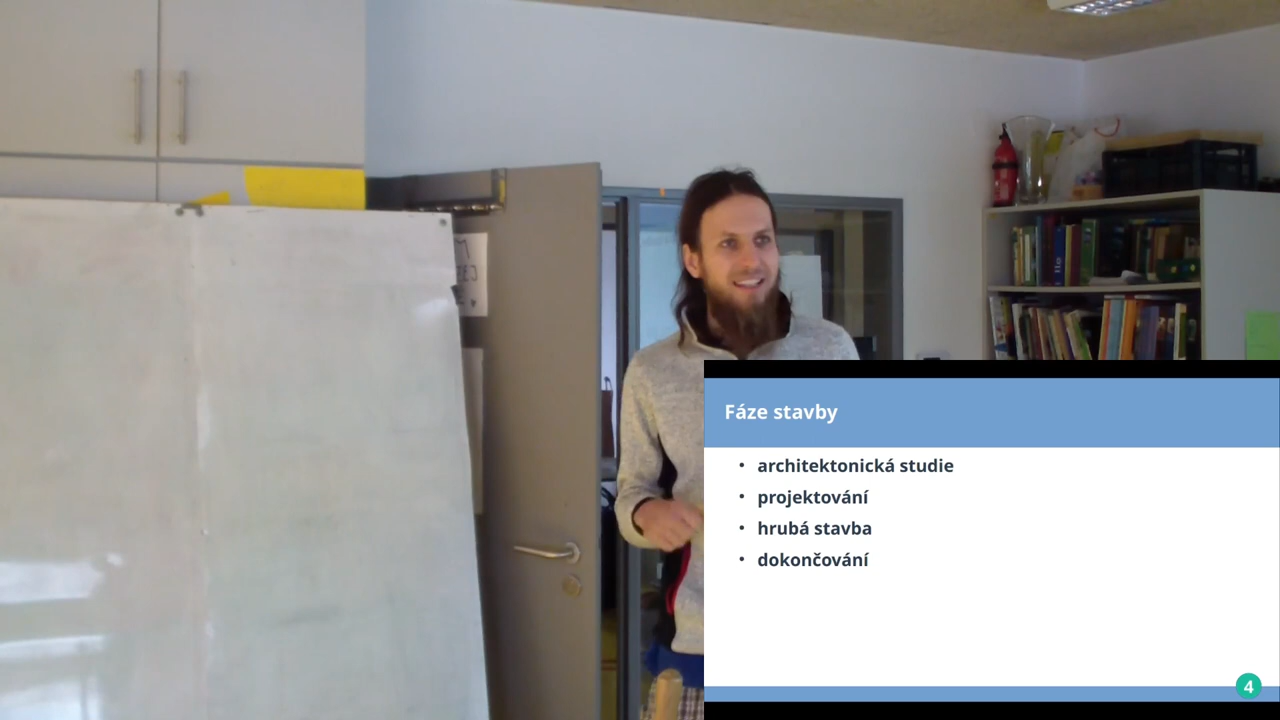 Fáze stavby
architektonická studie
projektování
hrubá stavba
dokončování
4